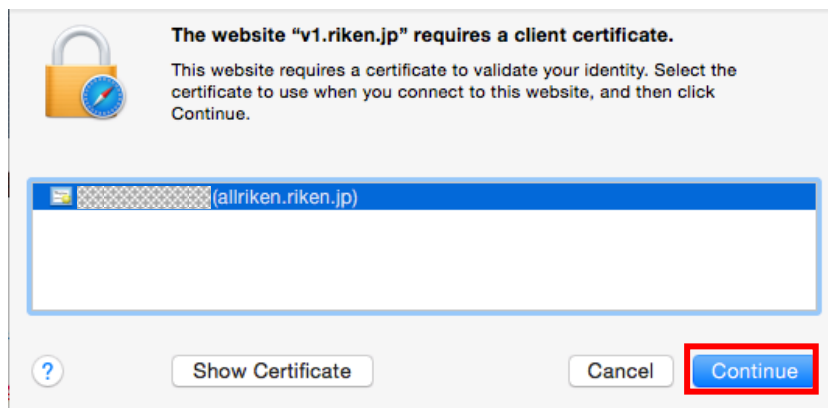 The website “v1.riken.jp” requires a client certificate.
This website requires a certificate to validate your identity. Select the
certificate to use when you connect to this website, and then click
Continue.
(allriken.riken.jp)
? Show Certificate Cancel Continue